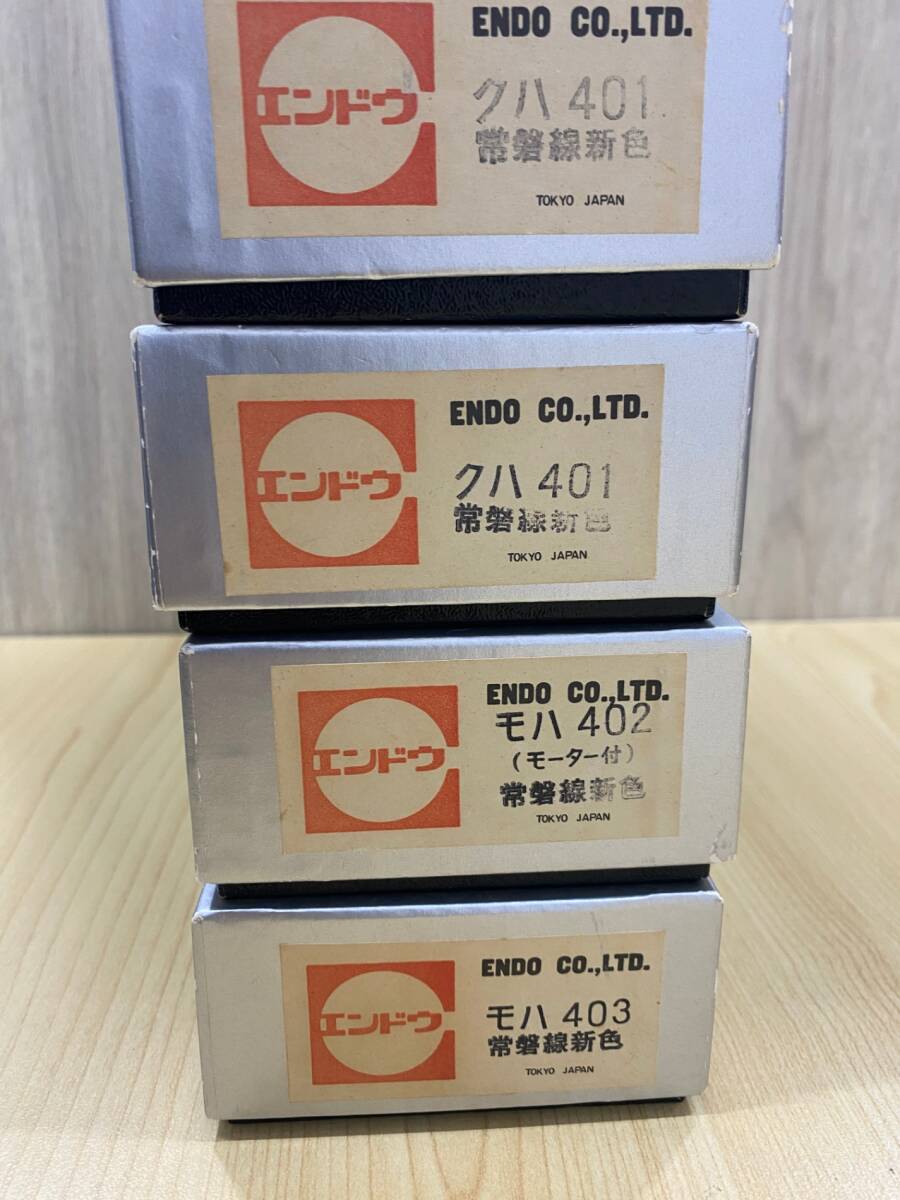 エンドウ
ENDO CO.,LTD.
クハ 401
常磐線新色
TOKYO JAPAN
エンドウ
ENDO CO.,LTD.
クハ 401
常磐線新色
TOKYO JAPAN
エンドウ
ENDO CO.,LTD.
モハ 402
(モーター付)
常磐線新色
TOKYO JAPAN
エンドウ
ENDO CO.,LTD.
モハ 403
常磐線新色
TOKYO JAPAN